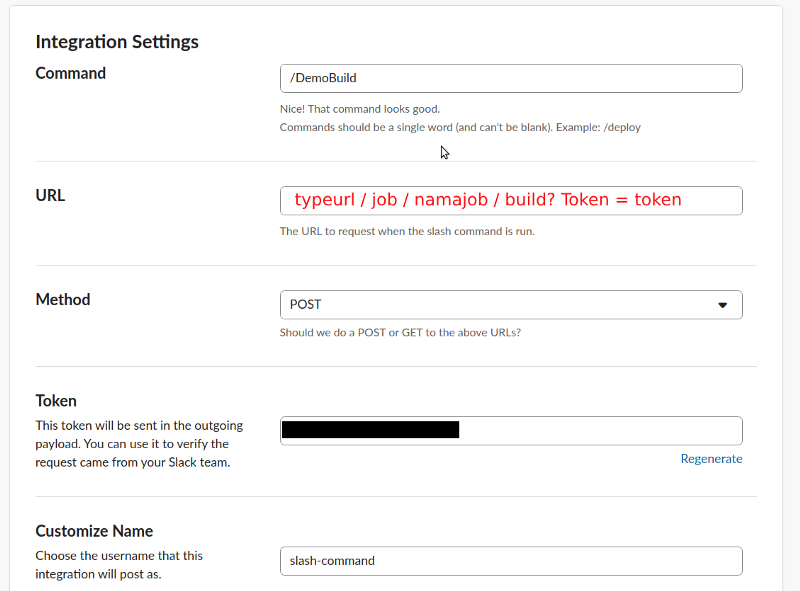 Integration Settings
Command
/DemoBuild
Nice! That command looks good.
Commands should be a single word (and can't be blank). Example: /deploy
URL
typeurl / job / namajob / build? Token = token
The URL to request when the slash command is run.
Method
POST
Should we do a POST or GET to the above URLs?
Token
This token will be sent in the outgoing
payload. You can use it to verify the
request came from your Slack team.
Regenerate
Customize Name
Choose the username that this
integration will post as.
slash-command